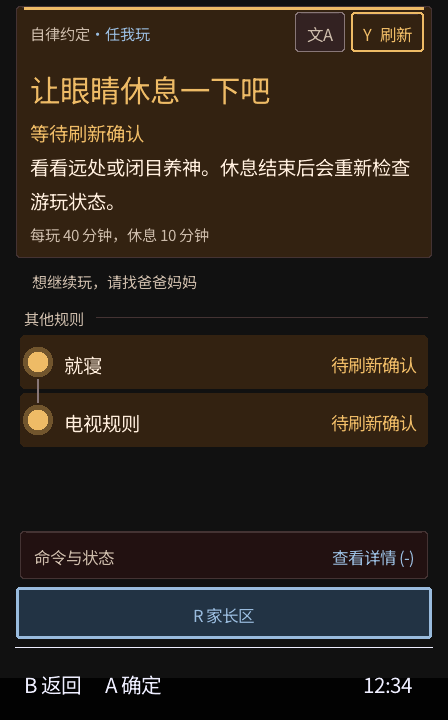 自律约定・任我玩
文A
Y 刷新
让眼睛休息一下吧
等待刷新确认
看看远处或闭目养神。休息结束后会重新检查
游玩状态。
每玩 40 分钟，休息 10 分钟
想继续玩，请找爸爸妈妈
其他规则
就寝 待刷新确认
电视规则 待刷新确认
命令与状态 查看详情 (-)
R 家长区
B 返回 A 确定 12:34